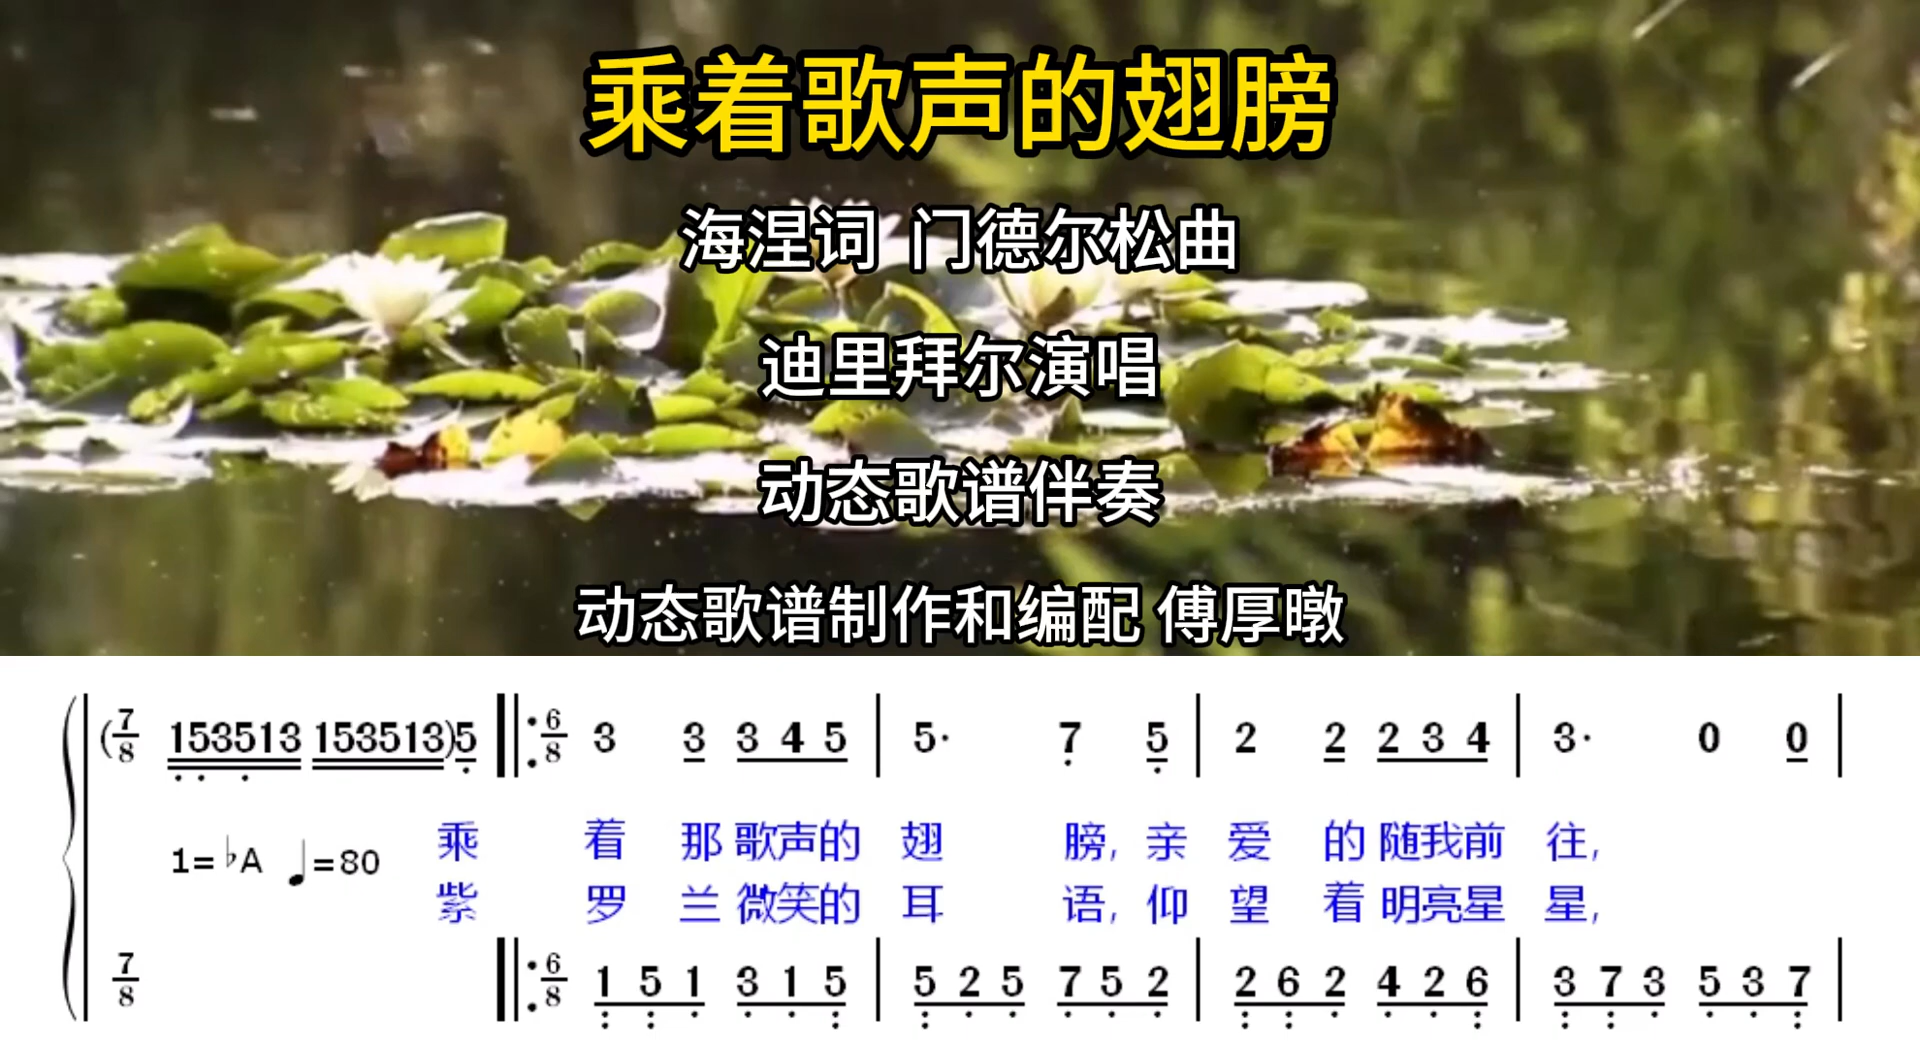 乘着歌声的翅膀
海涅词 门德尔松曲
迪里拜尔演唱
动态歌谱伴奏
动态歌谱制作和编配 傅厚暾
(7/8 153513 153513)5 6/8 3 3 3 4 5 5· 7 5 2 2 2 3 4 3· 0 0
1=♭A ♩=80
乘 着 那 歌声的 翅 膀, 亲 爱 的 随我前 往,
紫 罗 兰 微笑的 耳 语, 仰 望 着 明亮星 星,
7/8 6/8 1 5 1 3 1 5 5 2 5 7 5 2 2 6 2 4 2 6 3 7 3 5 3 7